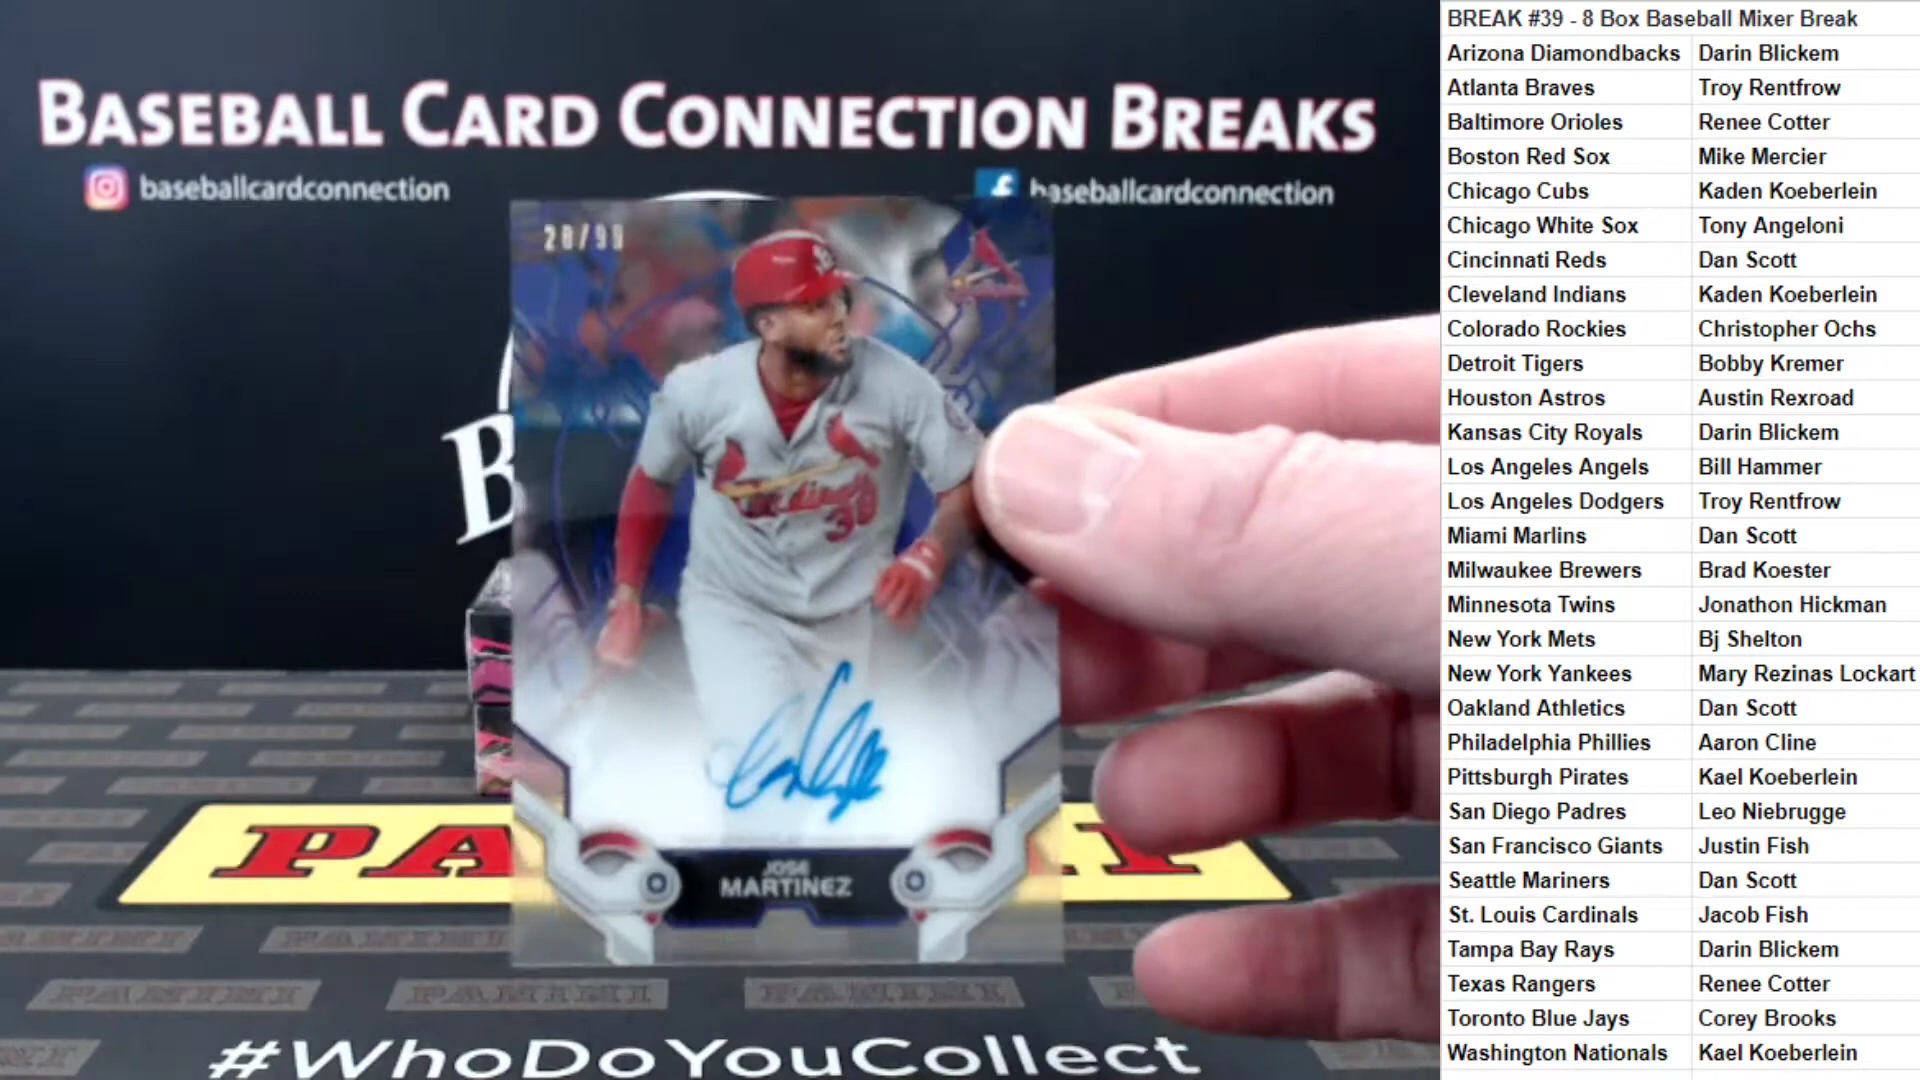 BASEBALL CARD CONNECTION BREAKS
baseballcardconnection
baseballcardconnection
28/99
Cardinals
38
JOSE
MARTINEZ
#WhoDoYouCollect
BREAK #39 - 8 Box Baseball Mixer Break
Arizona Diamondbacks Darin Blickem
Atlanta Braves Troy Rentfrow
Baltimore Orioles Renee Cotter
Boston Red Sox Mike Mercier
Chicago Cubs Kaden Koeberlein
Chicago White Sox Tony Angeloni
Cincinnati Reds Dan Scott
Cleveland Indians Kaden Koeberlein
Colorado Rockies Christopher Ochs
Detroit Tigers Bobby Kremer
Houston Astros Austin Rexroad
Kansas City Royals Darin Blickem
Los Angeles Angels Bill Hammer
Los Angeles Dodgers Troy Rentfrow
Miami Marlins Dan Scott
Milwaukee Brewers Brad Koester
Minnesota Twins Jonathon Hickman
New York Mets Bj Shelton
New York Yankees Mary Rezinas Lockart
Oakland Athletics Dan Scott
Philadelphia Phillies Aaron Cline
Pittsburgh Pirates Kael Koeberlein
San Diego Padres Leo Niebrugge
San Francisco Giants Justin Fish
Seattle Mariners Dan Scott
St. Louis Cardinals Jacob Fish
Tampa Bay Rays Darin Blickem
Texas Rangers Renee Cotter
Toronto Blue Jays Corey Brooks
Washington Nationals Kael Koeberlein